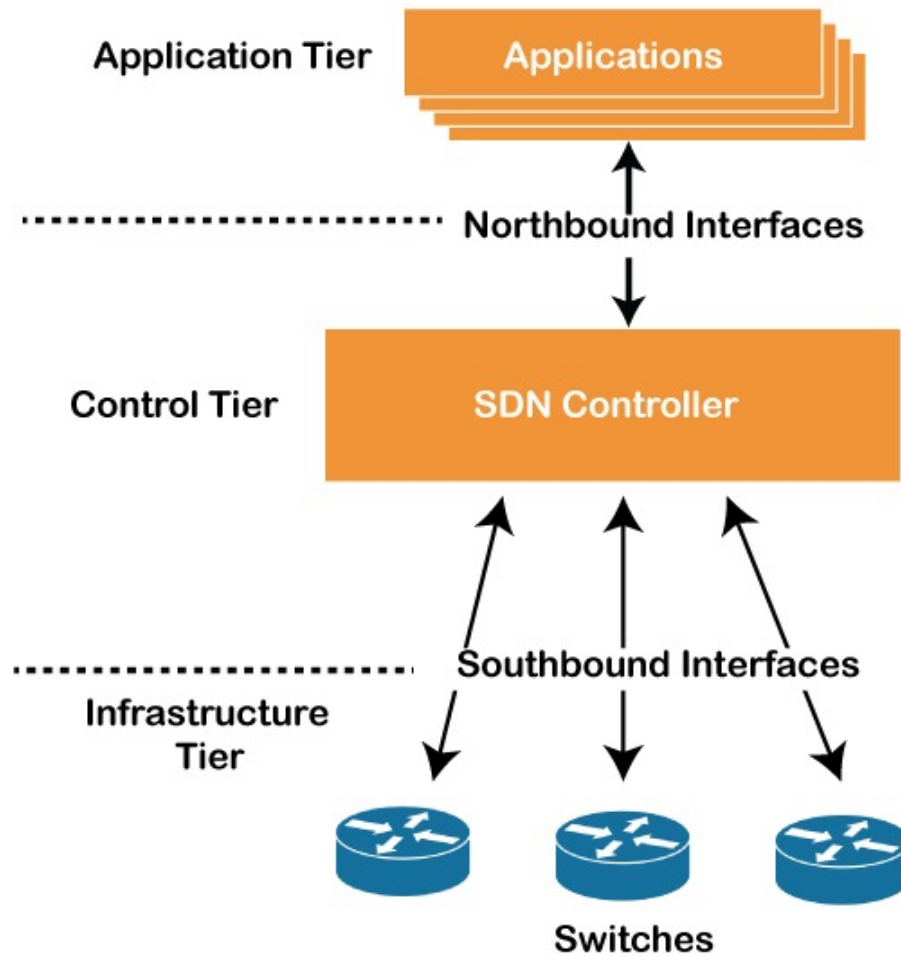 Application Tier
Applications
Northbound Interfaces
Control Tier
SDN Controller
Southbound Interfaces
Infrastructure
Tier
Switches